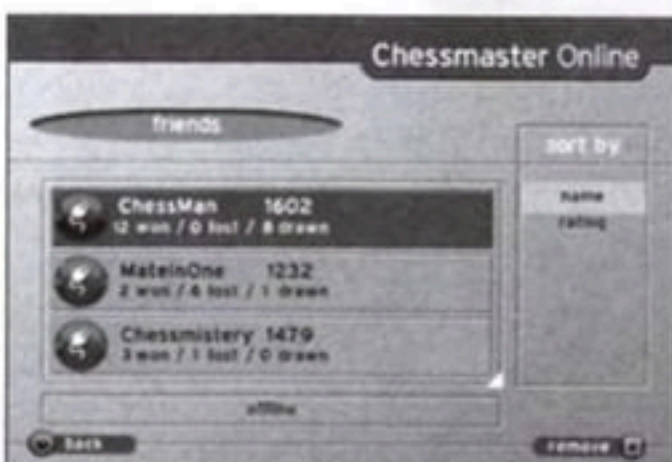 Chessmaster Online
friends
sort by
name
rating
ChessMan 1602
12 won / 0 lost / 8 drawn
MateinOne 1232
2 won / 6 lost / 1 drawn
Chessmistery 1479
3 won / 1 lost / 0 drawn
offline
back
remove